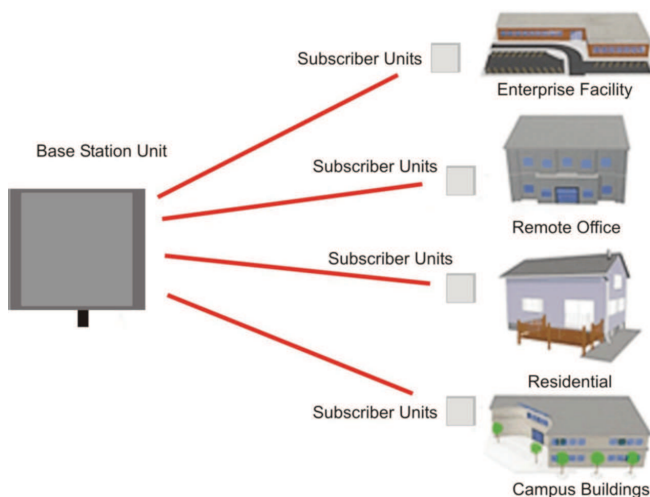 Subscriber Units
Enterprise Facility
Base Station Unit
Subscriber Units
Remote Office
Subscriber Units
Residential
Subscriber Units
Campus Buildings